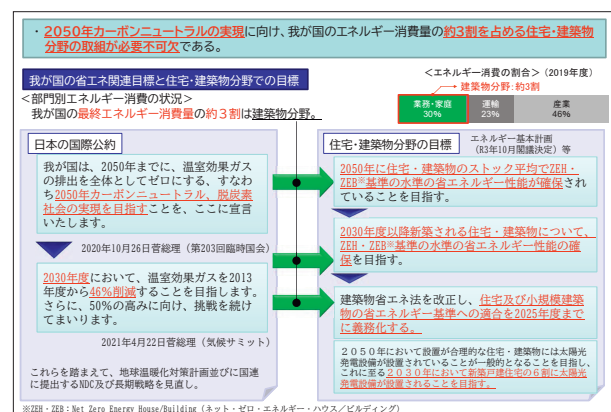 ・2050年カーボンニュートラルの実現に向け、我が国のエネルギー消費量の約3割を占める住宅・建築物
分野の取組が必要不可欠である。
我が国の省エネ関連目標と住宅・建築物分野での目標
＜エネルギー消費の割合＞（2019年度）
→ 建築物分野：約3割
業務・家庭
30%
運輸
23%
産業
46%
＜部門別エネルギー消費の状況＞
我が国の最終エネルギー消費量の約３割は建築物分野。
日本の国際公約
我が国は、2050年までに、温室効果ガス
の排出を全体としてゼロにする、すなわ
ち2050年カーボンニュートラル、脱炭素
社会の実現を目指すことを、ここに宣言
いたします。
2020年10月26日菅総理（第203回臨時国会）
2030年度において、温室効果ガスを2013
年度から46%削減することを目指します。
さらに、50%の高みに向け、挑戦を続け
てまいります。
2021年4月22日菅総理（気候サミット）
これらを踏まえて、地球温暖化対策計画並びに国連
に提出するNDC及び長期戦略を見直し。
住宅・建築物分野の目標
エネルギー基本計画
（R3年10月閣議決定）等
2050年に住宅・建築物のストック平均でZEH・
ZEB※基準の水準の省エネルギー性能が確保され
ていることを目指す。
2030年度以降新築される住宅・建築物について、
ZEH・ZEB※基準の水準の省エネルギー性能の確
保を目指す。
建築物省エネ法を改正し、住宅及び小規模建築
物の省エネルギー基準への適合を2025年度まで
に義務化する。
２０５０年において設置が合理的な住宅・建築物には太陽光
発電設備が設置されていることが一般的となることを目指し、
これに至る２０３０年において新築戸建住宅の６割に太陽光
発電設備が設置されることを目指す。
※ZEH・ZEB：Net Zero Energy House/Building（ネット・ゼロ・エネルギー・ハウス／ビルディング）